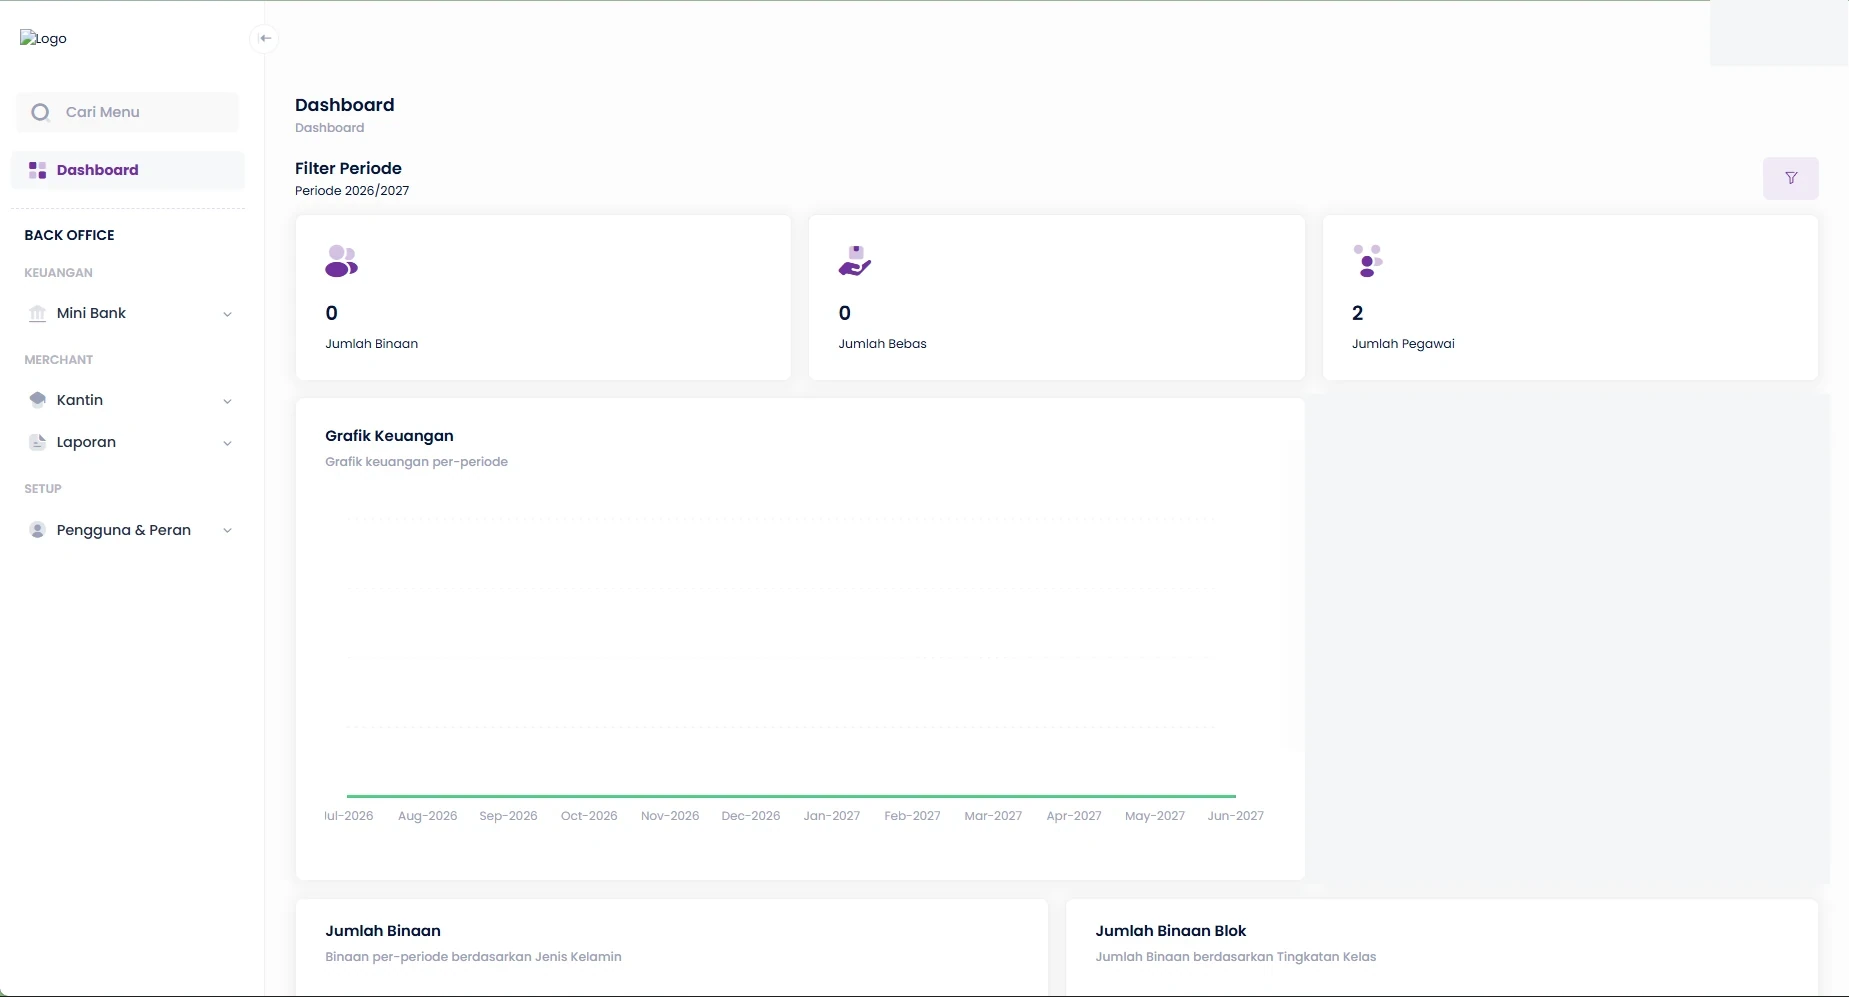 Logo
Cari Menu
Dashboard
BACK OFFICE
KEUANGAN
Mini Bank
MERCHANT
Kantin
Laporan
SETUP
Pengguna & Peran
Dashboard
Dashboard
Filter Periode
Periode 2026/2027
0
Jumlah Binaan
0
Jumlah Bebas
2
Jumlah Pegawai
Grafik Keuangan
Grafik keuangan per-periode
Jul-2026 Aug-2026 Sep-2026 Oct-2026 Nov-2026 Dec-2026 Jan-2027 Feb-2027 Mar-2027 Apr-2027 May-2027 Jun-2027
Jumlah Binaan
Binaan per-periode berdasarkan Jenis Kelamin
Jumlah Binaan Blok
Jumlah Binaan berdasarkan Tingkatan Kelas